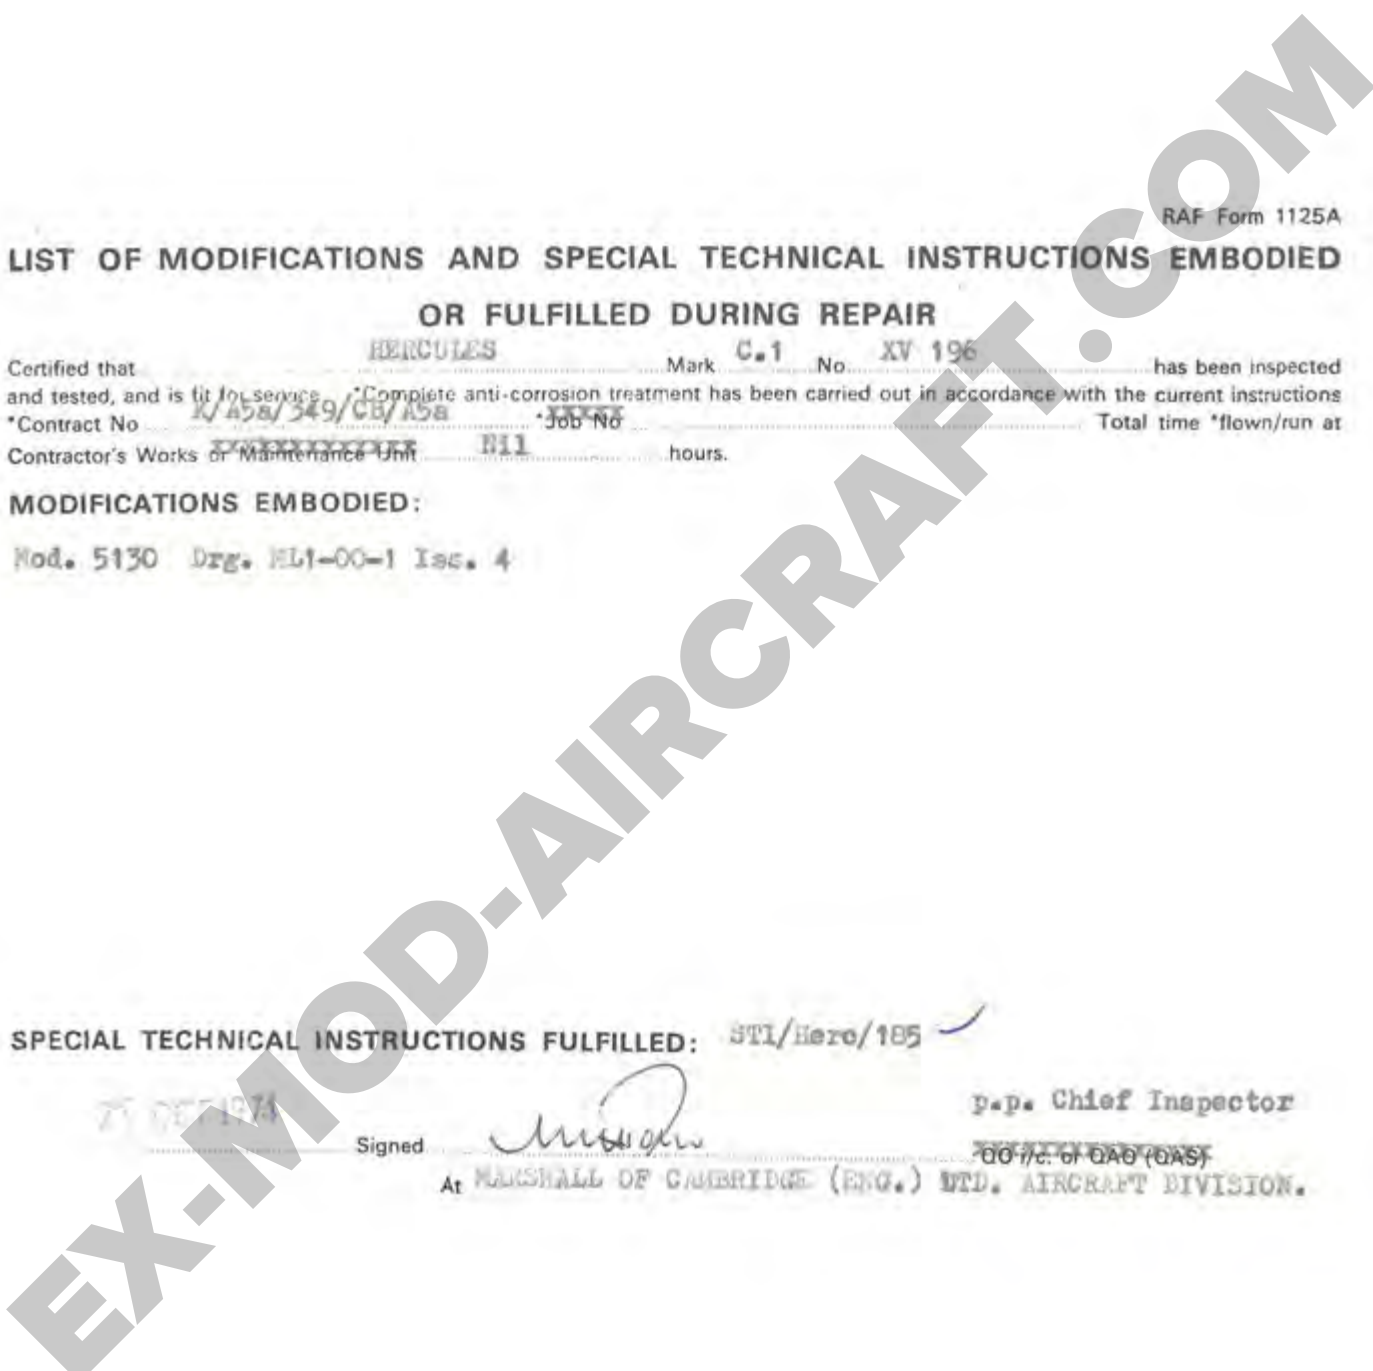 RAF Form 1125A
LIST OF MODIFICATIONS AND SPECIAL TECHNICAL INSTRUCTIONS EMBODIED
OR FULFILLED DURING REPAIR
Certified that HERCULES Mark C.1 No. XV 196 has been inspected
and tested, and is fit for service. *Complete anti-corrosion treatment has been carried out in accordance with the current instructions
*Contract No K/A5a/349/CB/A5a *Job No Total time *flown/run at
Contractor's Works or Maintenance Unit Nil hours.
MODIFICATIONS EMBODIED:
Mod. 5130 Drg. ML1-00-1 Iss. 4
SPECIAL TECHNICAL INSTRUCTIONS FULFILLED: STI/Herc/185
p.p. Chief Inspector
Signed OO i/c. or QAO (QAS)
At MARSHALL OF CAMBRIDGE (ENG.) LTD. AIRCRAFT DIVISION.
EX-MOD-AIRCRAFT.COM